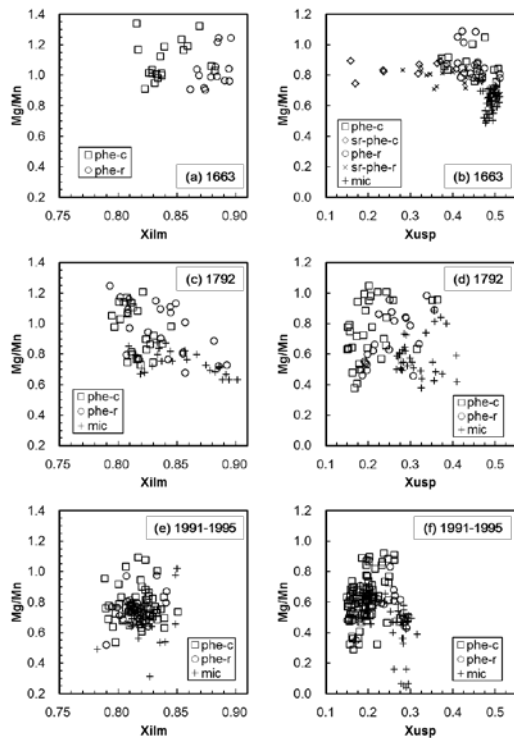 1.4
1.2
1.0
0.8
0.6
0.4
0.2
Mg/Mn
phe-c
phe-r
(a) 1663
0.75
0.80
0.85
0.90
Xilm
1.4
1.2
1.0
0.8
0.6
0.4
0.2
phe-c
sr-phe-c
phe-r
sr-phe-r
mic
(b) 1663
0.1
0.2
0.3
0.4
0.5
Xusp
1.4
1.2
1.0
0.8
0.6
0.4
0.2
Mg/Mn
(c) 1792
phe-c
phe-r
mic
0.75
0.80
0.85
0.90
Xilm
1.2
1.0
0.8
0.6
0.4
0.2
0.0
Mg/Mn
(d) 1792
phe-c
phe-r
mic
0.1
0.2
0.3
0.4
0.5
Xusp
1.4
1.2
1.0
0.8
0.6
0.4
0.2
Mg/Mn
(e) 1991-1995
phe-c
phe-r
mic
0.75
0.80
0.85
0.90
Xilm
1.2
1.0
0.8
0.6
0.4
0.2
0.0
Mg/Mn
(f) 1991-1995
phe-c
phe-r
mic
0.1
0.2
0.3
0.4
0.5
Xusp